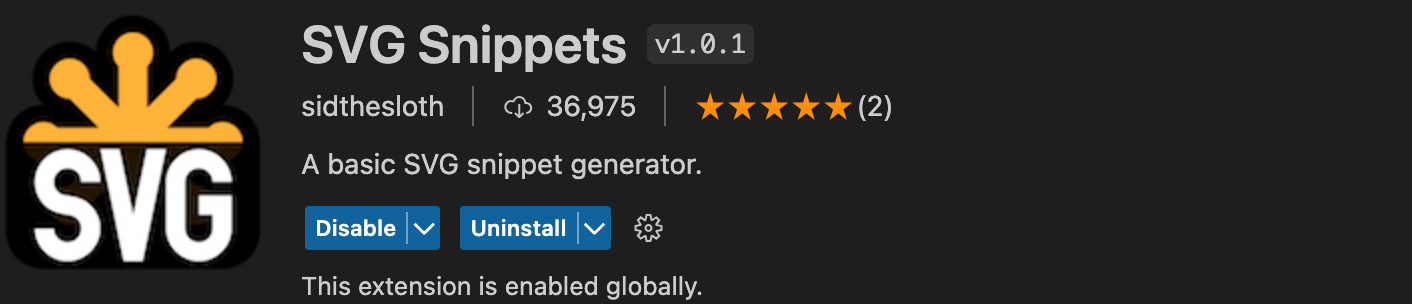 SVG
SVG Snippets v1.0.1
sidthesloth 36,975 (2)
A basic SVG snippet generator.
Disable Uninstall
This extension is enabled globally.